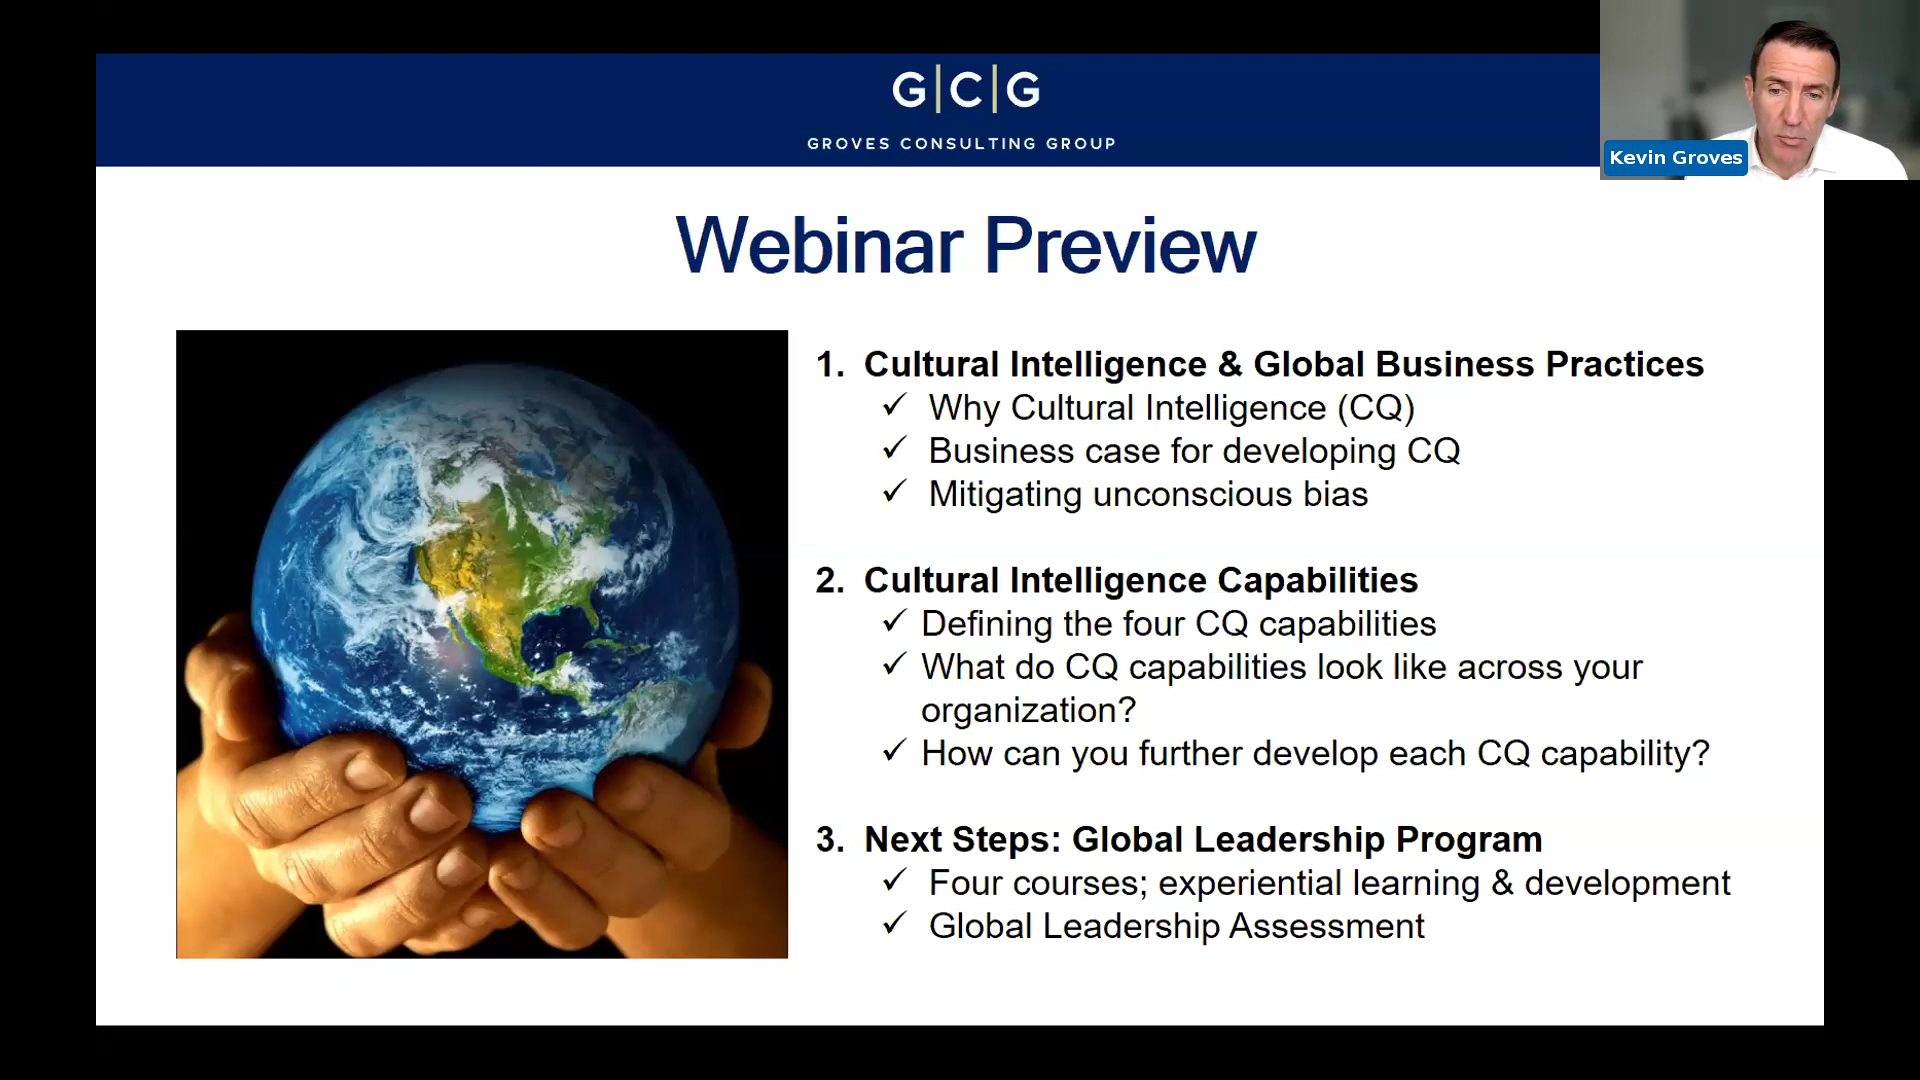 G|C|G
GROVES CONSULTING GROUP
Kevin Groves
Webinar Preview
1. Cultural Intelligence & Global Business Practices
✓ Why Cultural Intelligence (CQ)
✓ Business case for developing CQ
✓ Mitigating unconscious bias
2. Cultural Intelligence Capabilities
✓ Defining the four CQ capabilities
✓ What do CQ capabilities look like across your
organization?
✓ How can you further develop each CQ capability?
3. Next Steps: Global Leadership Program
✓ Four courses; experiential learning & development
✓ Global Leadership Assessment